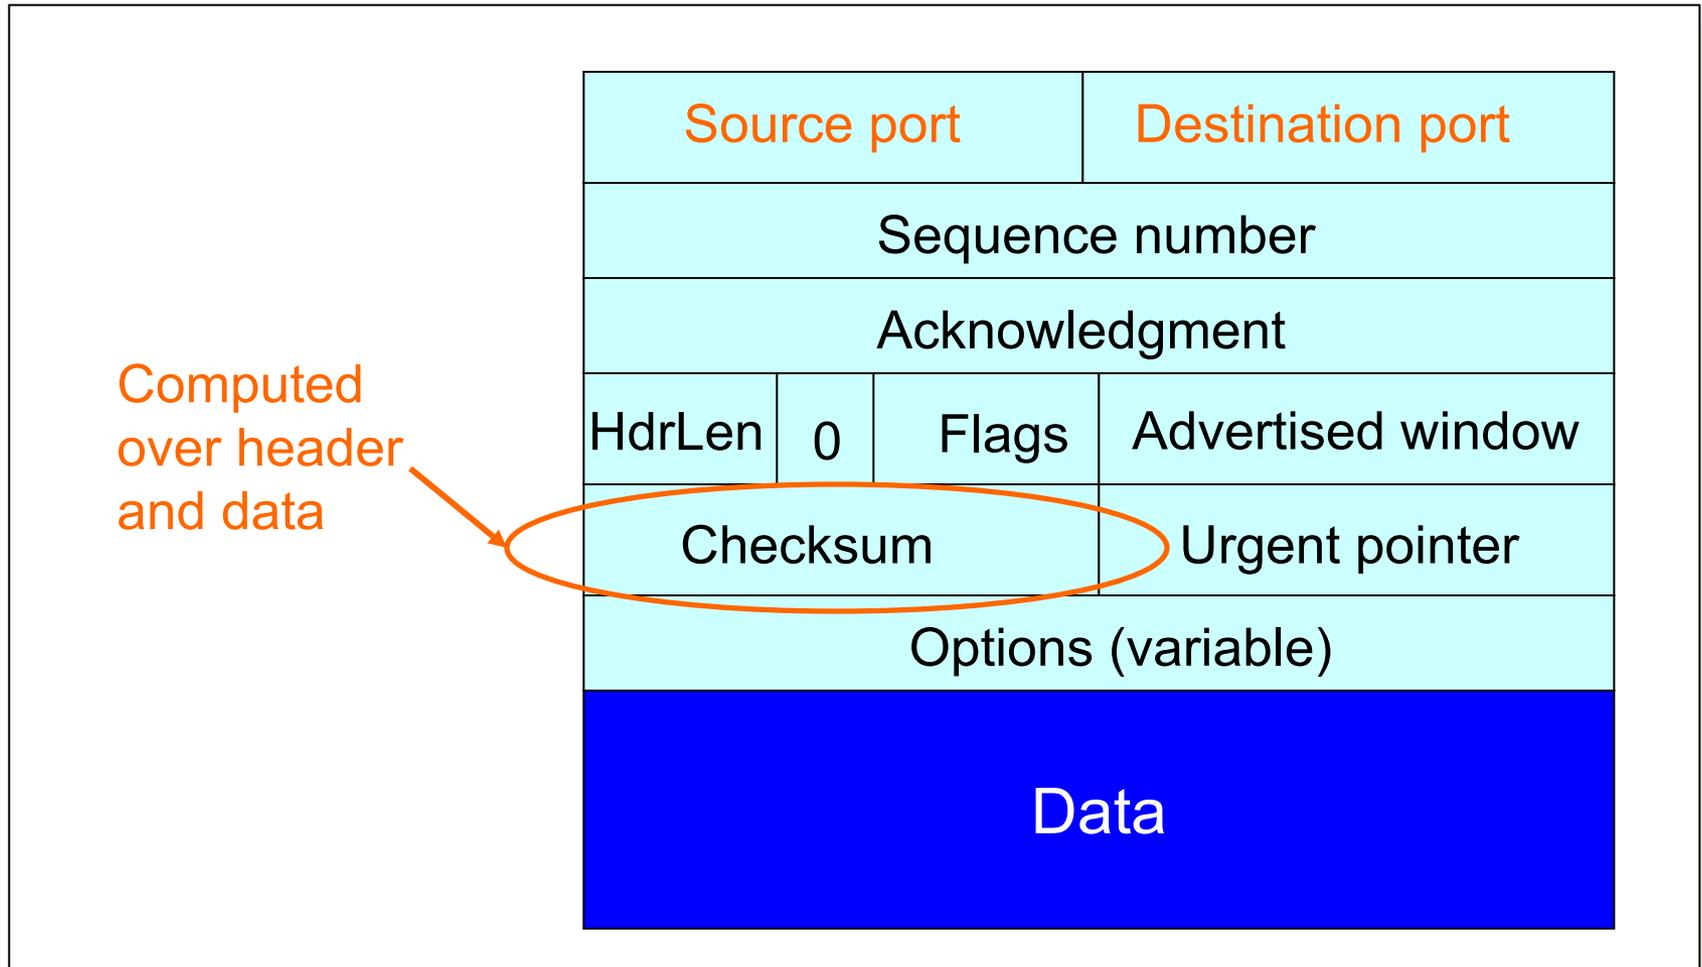 Source port
Destination port
Sequence number
Acknowledgment
Computed
over header
and data
HdrLen
0
Flags
Advertised window
Checksum
Urgent pointer
Options (variable)
Data